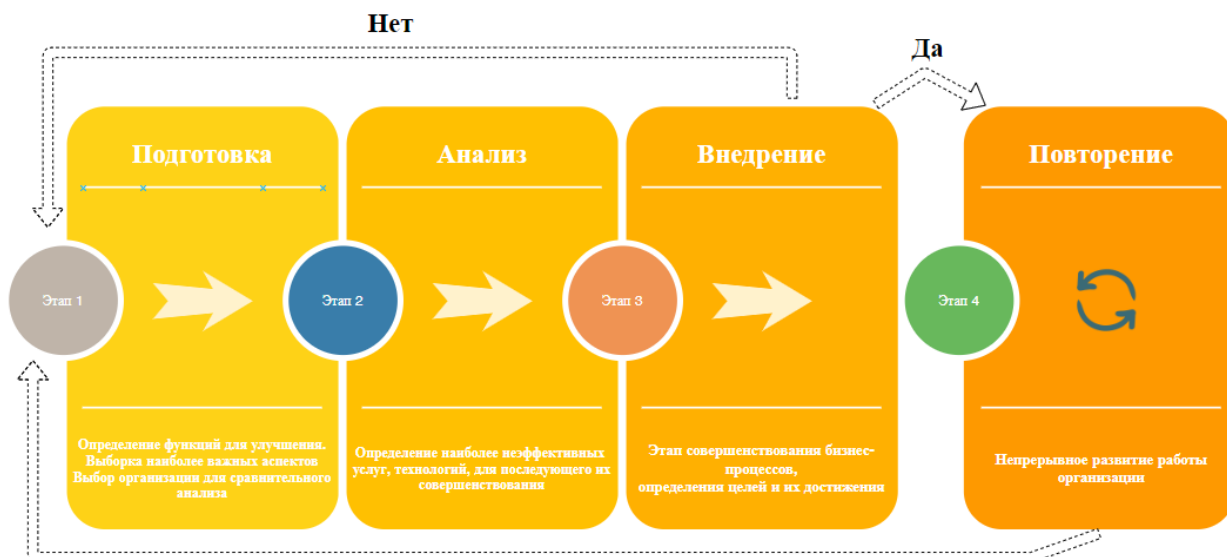 Нет
Да
Подготовка
Анализ
Внедрение
Повторение
Этап 1
Этап 2
Этап 3
Этап 4
Определение функций для улучшения.
Выборка наиболее важных аспектов
Выбор организации для сравнительного
анализа
Определение наиболее неэффективных
услуг, технологий, для последующего их
совершенствования
Этап совершенствования бизнес-
процессов,
определения целей и их достижения
Непрерывное развитие работы
организации